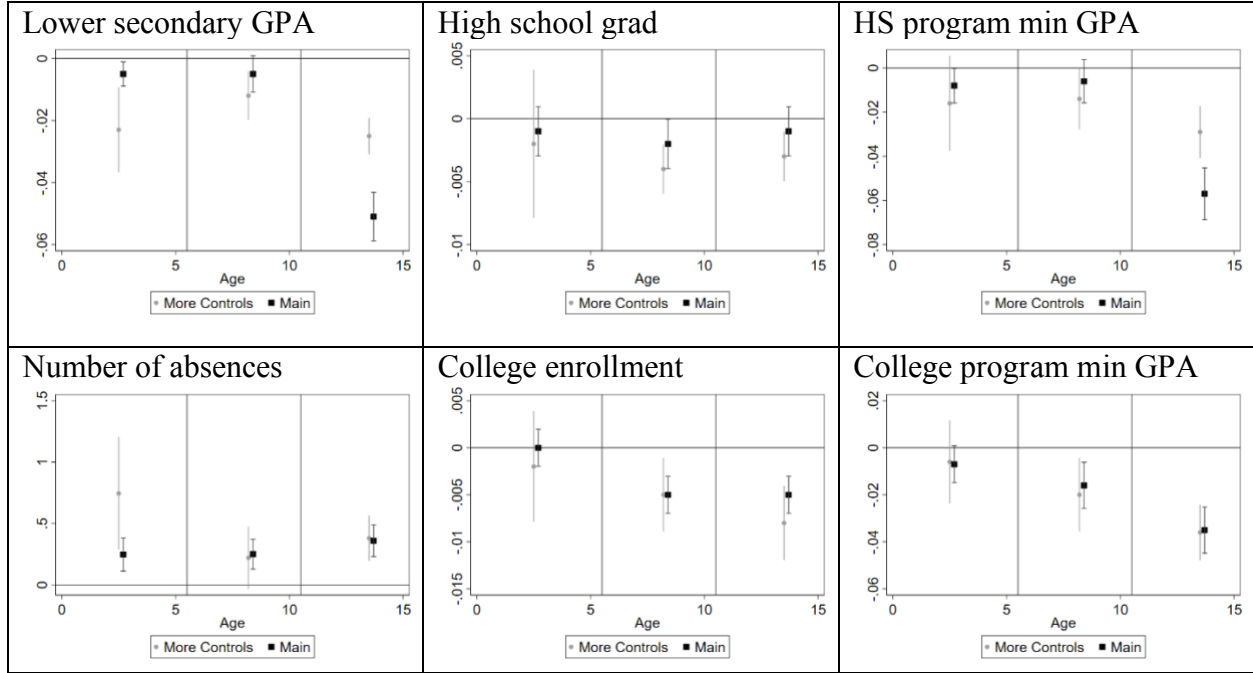 Lower secondary GPA
0
-.02
-.04
-.06
0 5 10 15
Age
More Controls Main
High school grad
.005
0
-.005
-.01
0 5 10 15
Age
More Controls Main
HS program min GPA
0
-.02
-.04
-.06
-.08
0 5 10 15
Age
More Controls Main
Number of absences
1.5
1
.5
0
0 5 10 15
Age
More Controls Main
College enrollment
.005
0
-.005
-.01
-.015
0 5 10 15
Age
More Controls Main
College program min GPA
.02
0
-.02
-.04
-.06
0 5 10 15
Age
More Controls Main